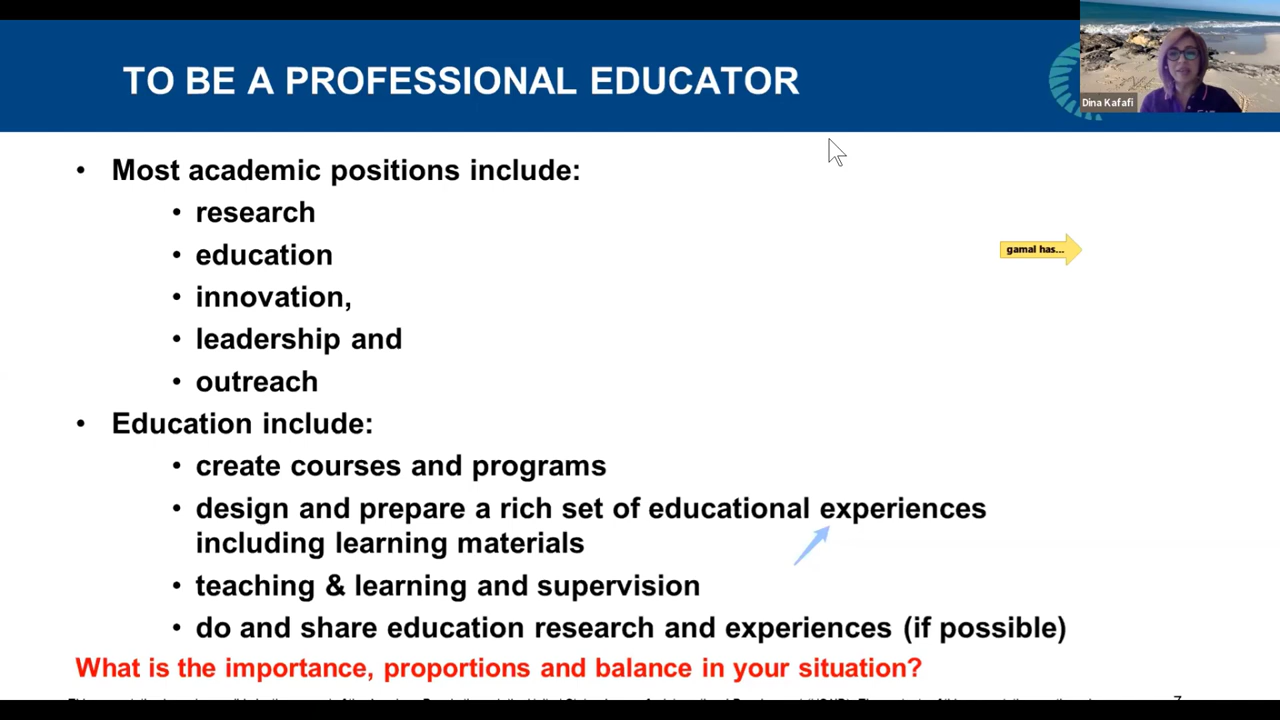 TO BE A PROFESSIONAL EDUCATOR
Dina Kafafi
• Most academic positions include:
• research
gamal has...
• education
• innovation,
• leadership and
• outreach
• Education include:
• create courses and programs
• design and prepare a rich set of educational experiences
including learning materials
• teaching & learning and supervision
• do and share education research and experiences (if possible)
What is the importance, proportions and balance in your situation?
7